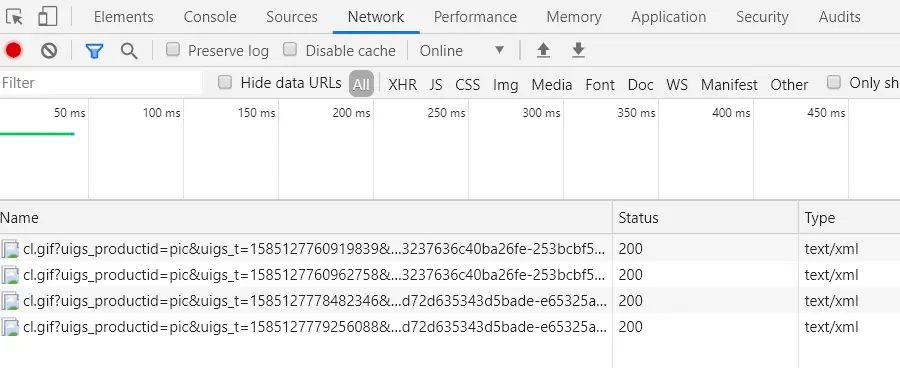 Elements Console Sources Network Performance Memory Application Security Audits
Preserve log Disable cache Online
Filter Hide data URLs All XHR JS CSS Img Media Font Doc WS Manifest Other Only sh
50 ms 100 ms 150 ms 200 ms 250 ms 300 ms 350 ms 400 ms 450 ms
Name Status Type
cl.gif?uigs_productid=pic&uigs_t=1585127760919839&...3237636c40ba26fe-253bcbf5... 200 text/xml
cl.gif?uigs_productid=pic&uigs_t=1585127760962758&...3237636c40ba26fe-253bcbf5... 200 text/xml
cl.gif?uigs_productid=pic&uigs_t=1585127778482346&...d72d635343d5bade-e65325a... 200 text/xml
cl.gif?uigs_productid=pic&uigs_t=1585127779256088&...d72d635343d5bade-e65325a... 200 text/xml